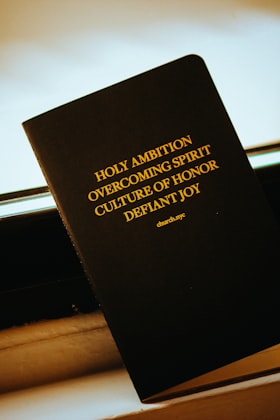 HOLY AMBITION
OVERCOMING SPIRIT
CULTURE OF HONOR
DEFIANT JOY
church.nyc